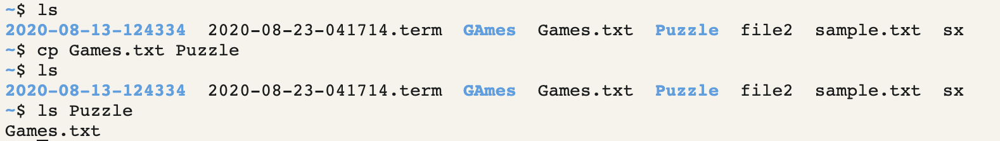 ~$ ls
2020-08-13-124334  2020-08-23-041714.term  GAmes  Games.txt  Puzzle  file2  sample.txt  sx
~$ cp Games.txt Puzzle
~$ ls
2020-08-13-124334  2020-08-23-041714.term  GAmes  Games.txt  Puzzle  file2  sample.txt  sx
~$ ls Puzzle
Games.txt